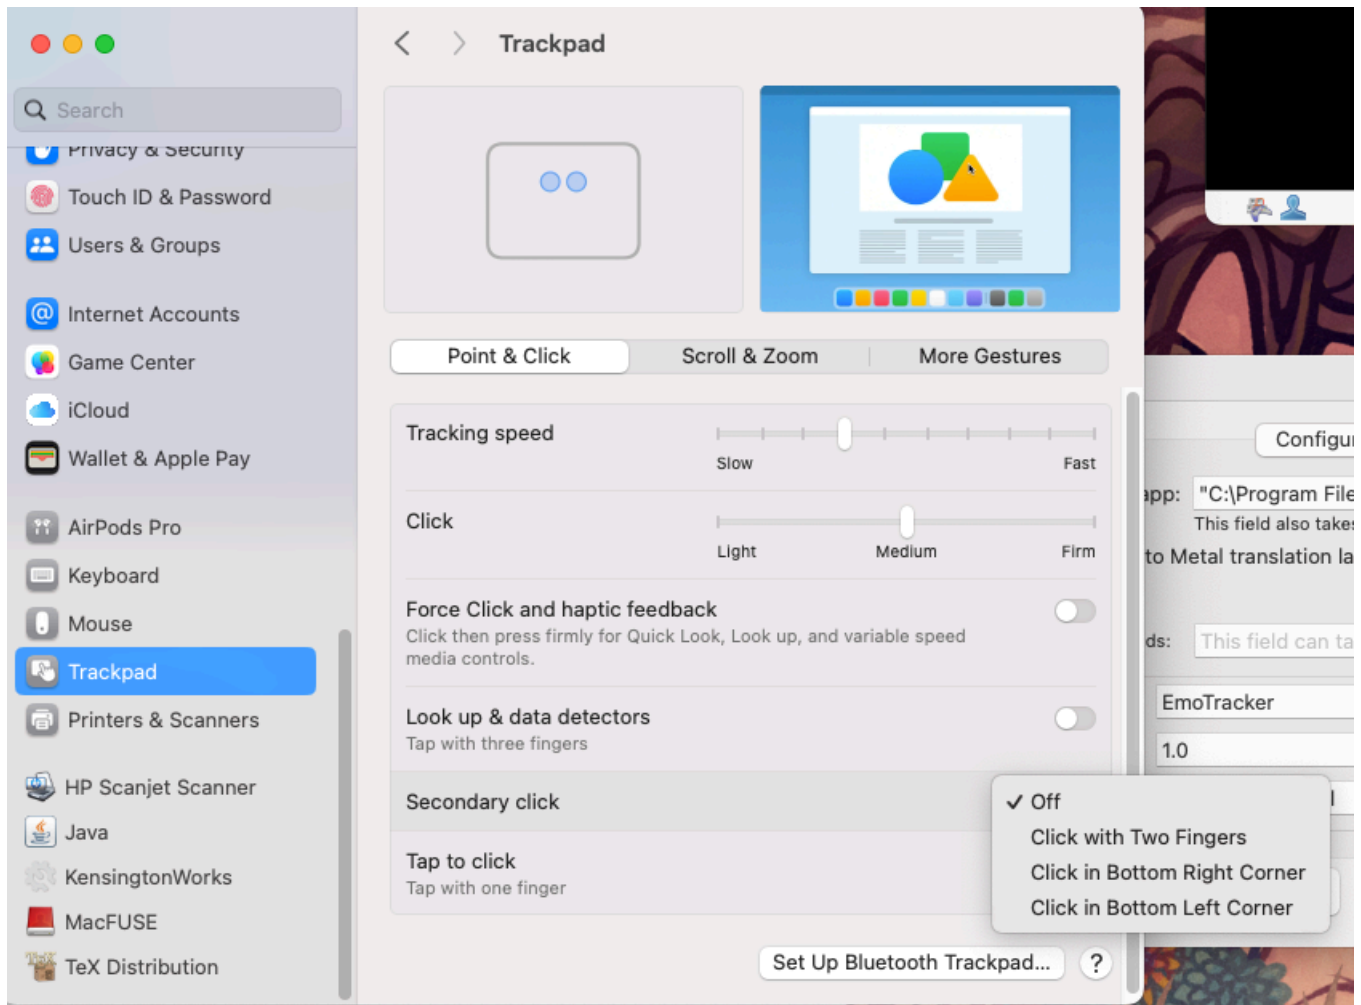 Search
Privacy & Security
Touch ID & Password
Users & Groups
Internet Accounts
Game Center
iCloud
Wallet & Apple Pay
AirPods Pro
Keyboard
Mouse
Trackpad
Printers & Scanners
HP Scanjet Scanner
Java
KensingtonWorks
MacFUSE
TeX Distribution
Trackpad
Point & Click
Scroll & Zoom
More Gestures
Tracking speed
Slow
Fast
Click
Light
Medium
Firm
Force Click and haptic feedback
Click then press firmly for Quick Look, Look up, and variable speed
media controls.
Look up & data detectors
Tap with three fingers
Secondary click
Off
Click with Two Fingers
Click in Bottom Right Corner
Click in Bottom Left Corner
Tap to click
Tap with one finger
Set Up Bluetooth Trackpad...
?
Configu
app: "C:\Program File
This field also takes
to Metal translation la
ds: This field can ta
EmoTracker
1.0